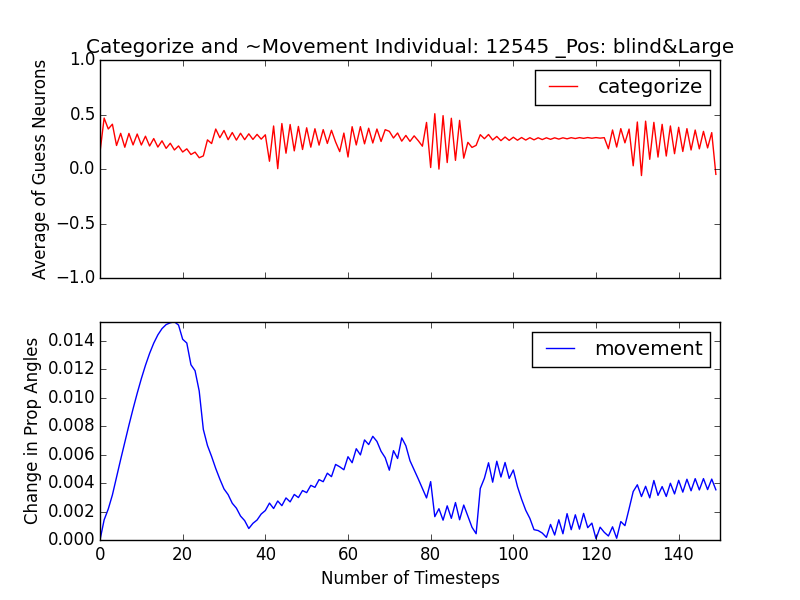 Categorize and ~Movement Individual: 12545 _Pos: blind&Large
1.0
0.5
0.0
−0.5
−1.0
Average of Guess Neurons
categorize
0.014
0.012
0.010
0.008
0.006
0.004
0.002
0.000
Change in Prop Angles
movement
0 20 40 60 80 100 120 140
Number of Timesteps